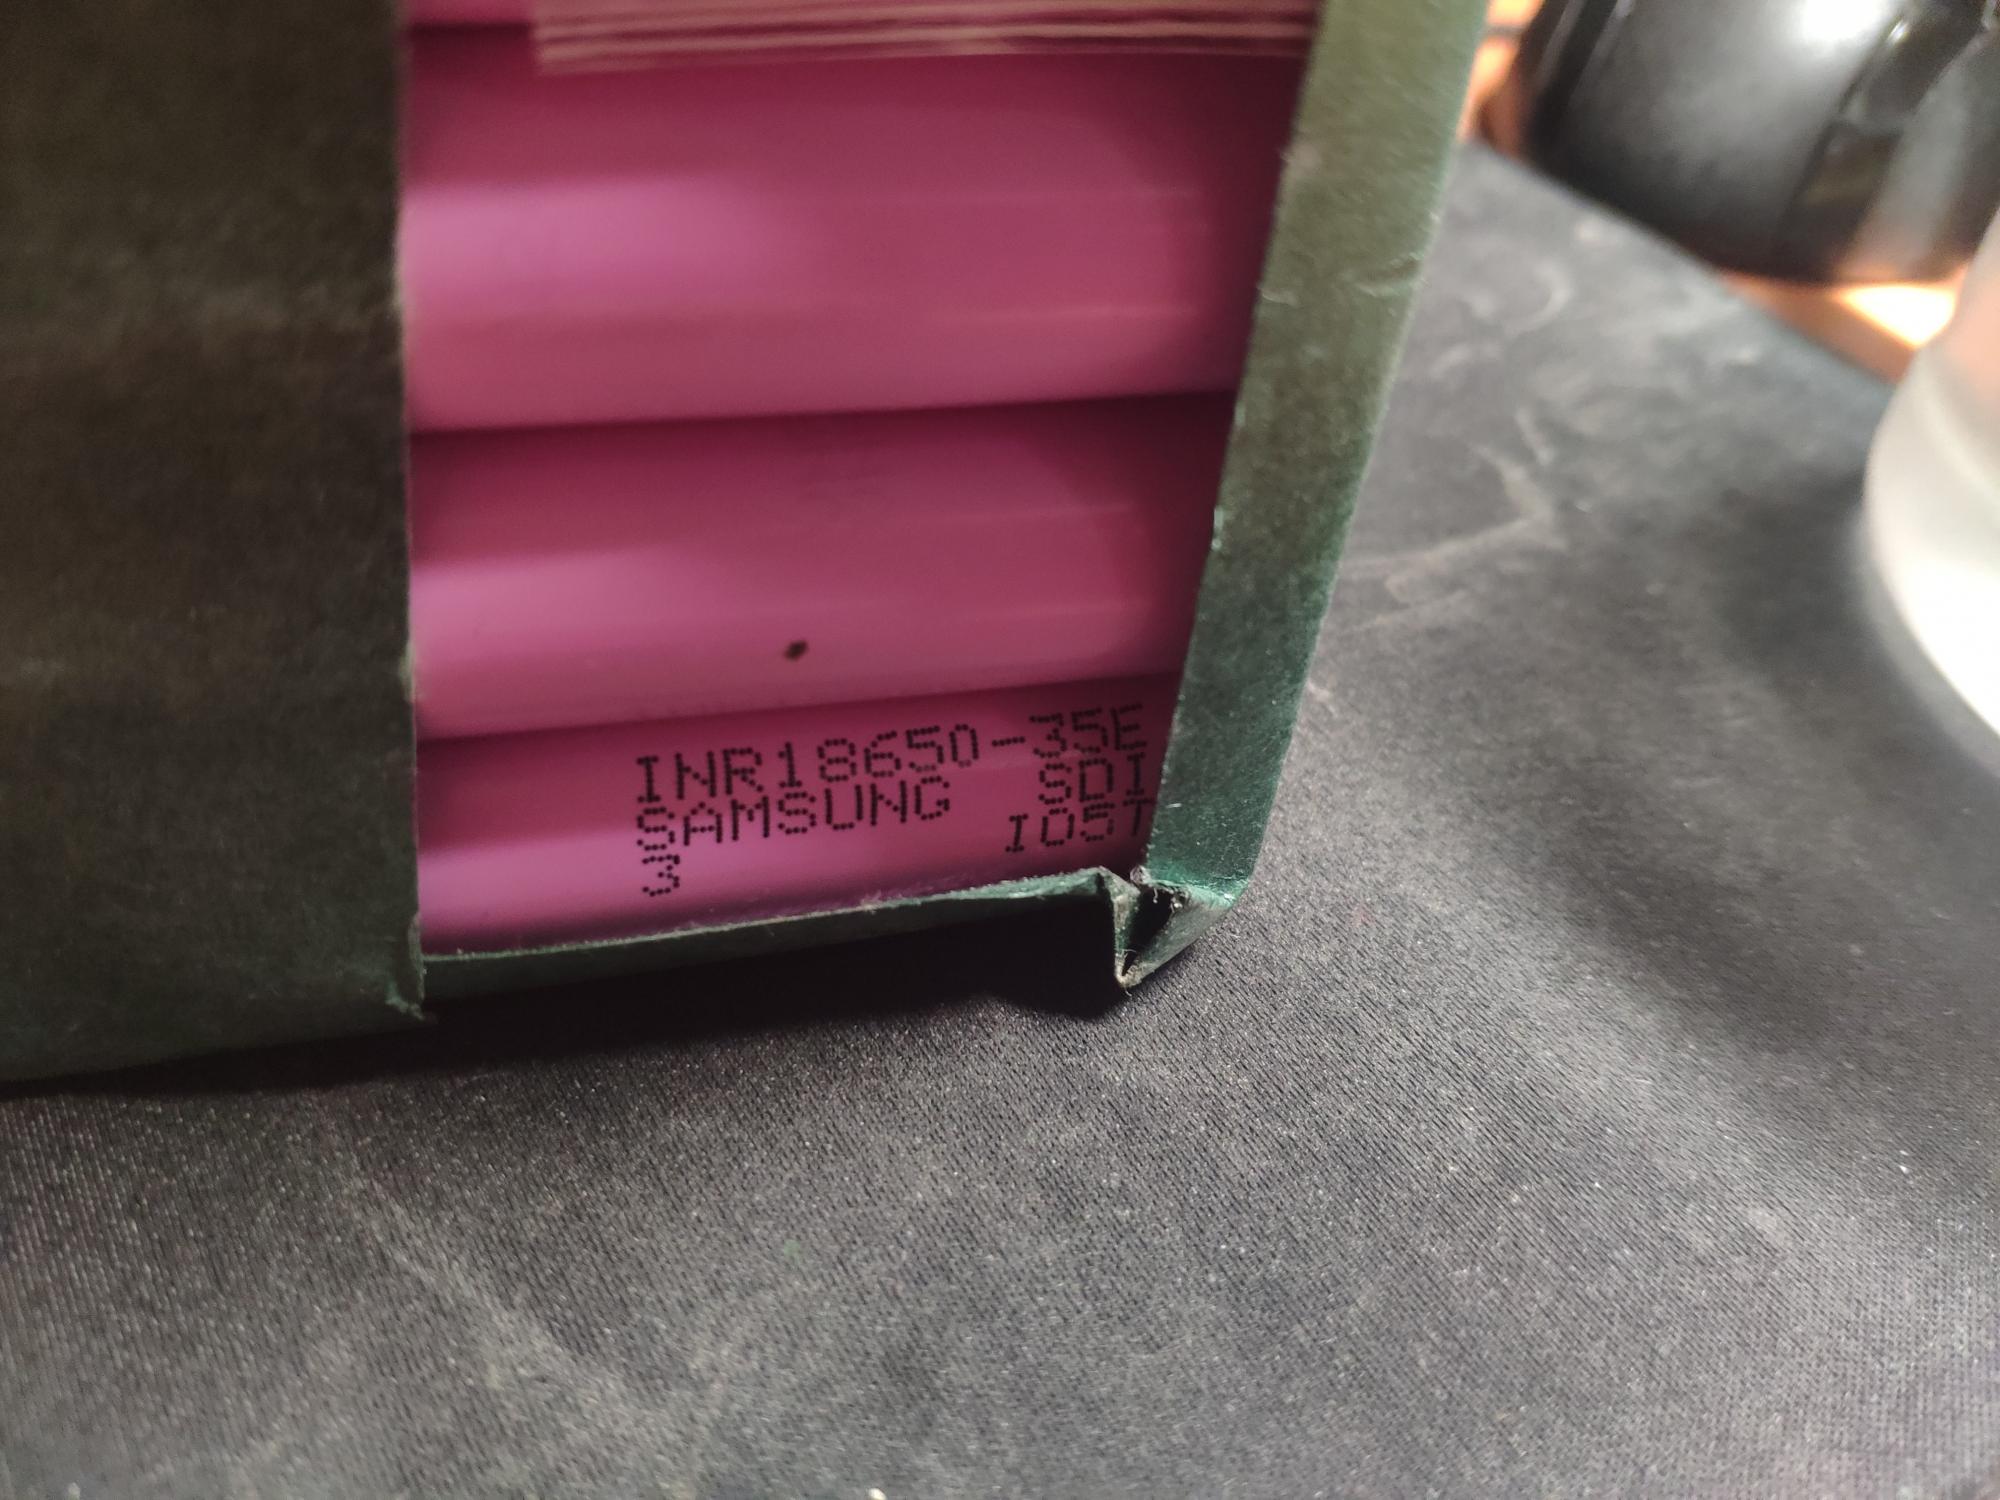 INR18650-35E
SAMSUNG SDI
3 I05T